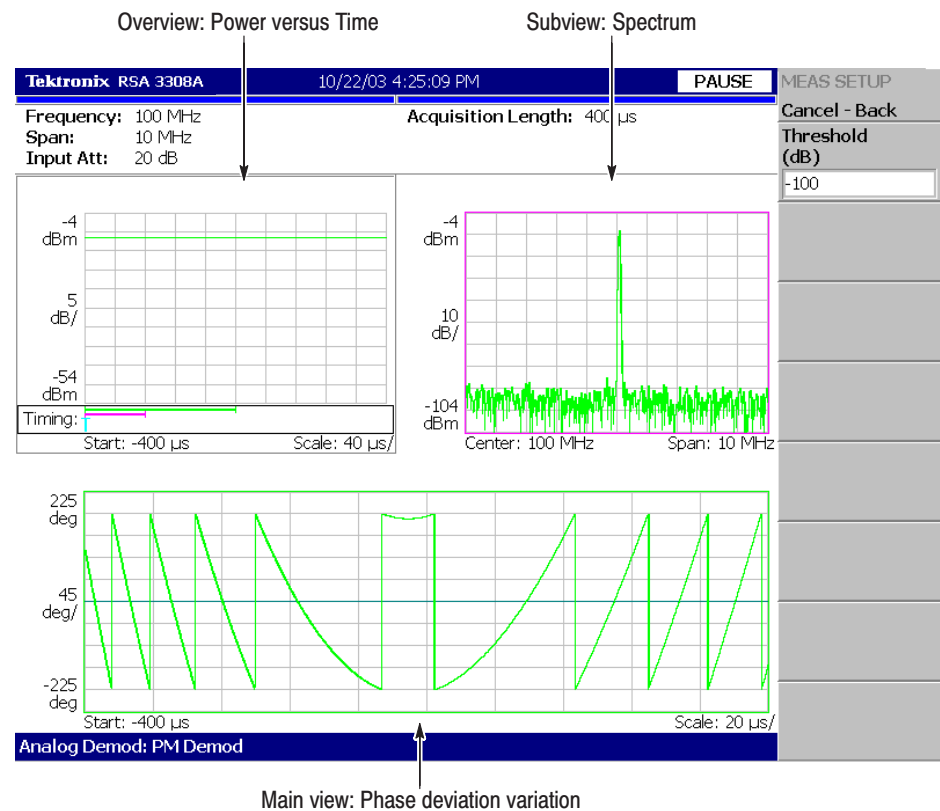 Overview: Power versus Time
Subview: Spectrum
Tektronix RSA 3308A
10/22/03 4:25:09 PM
PAUSE
MEAS SETUP
Cancel - Back
Threshold
(dB)
-100
Frequency: 100 MHz
Span: 10 MHz
Input Att: 20 dB
Acquisition Length: 400 µs
-4
dBm
5
dB/
-54
dBm
Timing:
T
Start: -400 µs
Scale: 40 µs/
-4
dBm
10
dB/
-104
dBm
Center: 100 MHz
Span: 10 MHz
225
deg
45
deg/
-225
deg
Start: -400 µs
Scale: 20 µs/
Analog Demod: PM Demod
Main view: Phase deviation variation